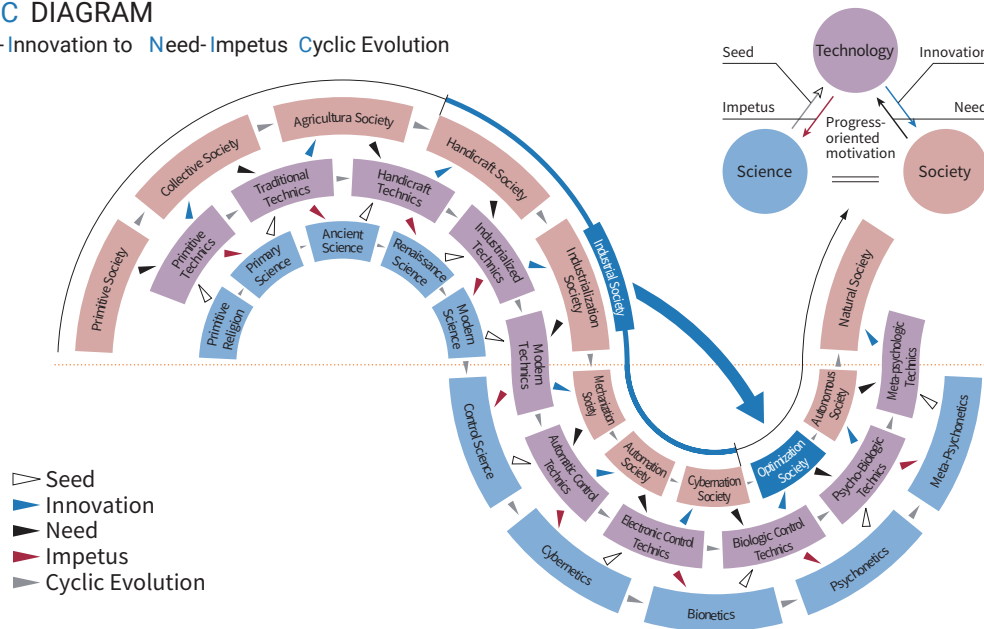 C DIAGRAM
-Innovation to Need-Impetus Cyclic Evolution
Seed
Technology
Innovation
Impetus
Need
Progress-
oriented
motivation
Science
Society
Primitive Society
Collective Society
Agricultura Society
Handicraft Society
Industrialization
Society
Industrial Society
Mechanization
Society
Automation
Society
Cybernation
Society
Optimization
Society
Autonomous
Society
Natural Society
Primitive
Technics
Traditional
Technics
Handicraft
Technics
Industrialized
Technics
Modern
Technics
Automatic Control
Technics
Electronic Control
Technics
Biologic Control
Technics
Psycho-Biologic
Technics
Meta-psychologic
Technics
Primitive
Religion
Primary
Science
Ancient
Science
Renaissance
Science
Modern
Science
Control Science
Cybernetics
Bionetics
Psychonetics
Meta-Psychonetics
Seed
Innovation
Need
Impetus
Cyclic Evolution